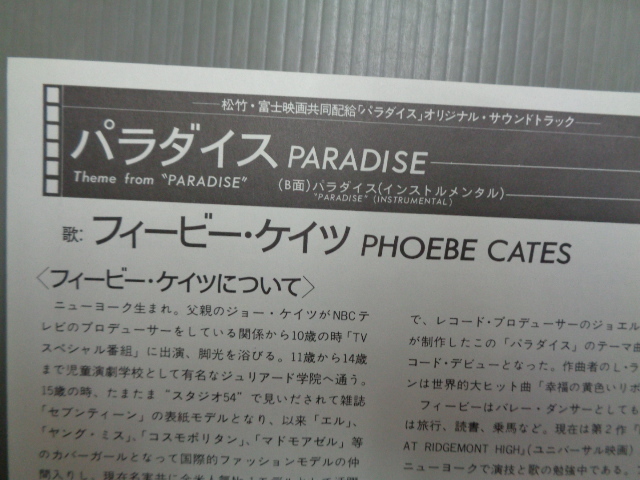 松竹・富士映画共同配給「パラダイス」オリジナル・サウンドトラック
パラダイス PARADISE
Theme from "PARADISE"
(B面)パラダイス(インストルメンタル)
"PARADISE" (INSTRUMENTAL)
歌: フィービー・ケイツ PHOEBE CATES
〈フィービー・ケイツについて〉
ニューヨーク生まれ。父親のジョー・ケイツがNBCテ
レビのプロデューサーをしている関係から10歳の時「TV
スペシャル番組」に出演、脚光を浴びる。11歳から14歳
まで児童演劇学校として有名なジュリアード学院へ通う。
15歳の時、たまたま“スタジオ54”で見いだされて雑誌
「セブンティーン」の表紙モデルとなり、以来「エル」、
「ヤング・ミス」、「コスモポリタン」、「マドモアゼル」等
のカバーガールとなって国際的ファッションモデルの仲
間入りし、現在名実共に
で、レコード・プロデューサーのジョエル
が制作したこの「パラダイス」のテーマ曲
コード・デビューとなった。作曲者のL・ラ
ンは世界的大ヒット曲「幸福の黄色いリボ
フィービーはバレー・ダンサーとしても
は旅行、読書、乗馬など。現在は第2作「
AT RIDGEMONT HIGH」(ユニバーサル映画)
ニューヨークで演技と歌の勉強中である。